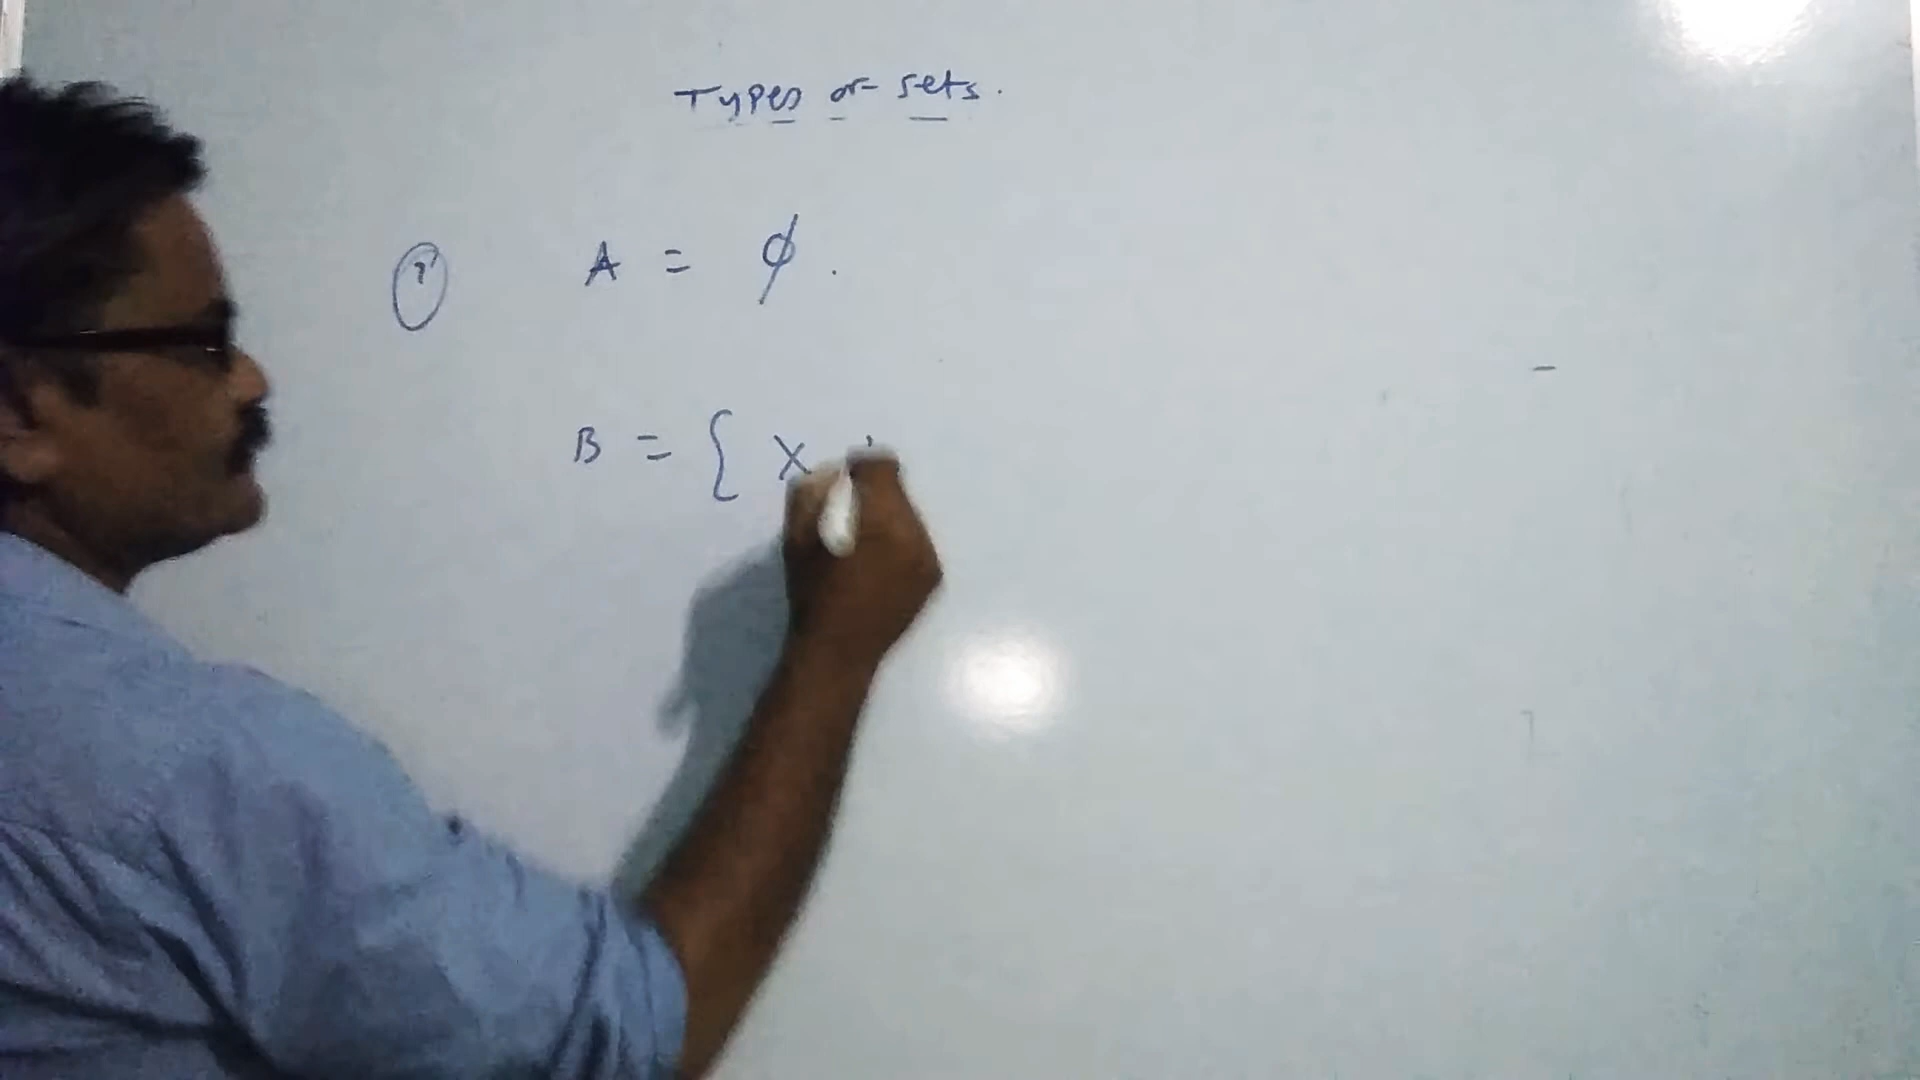 Types of sets.
(i) A = ϕ.
B = { x